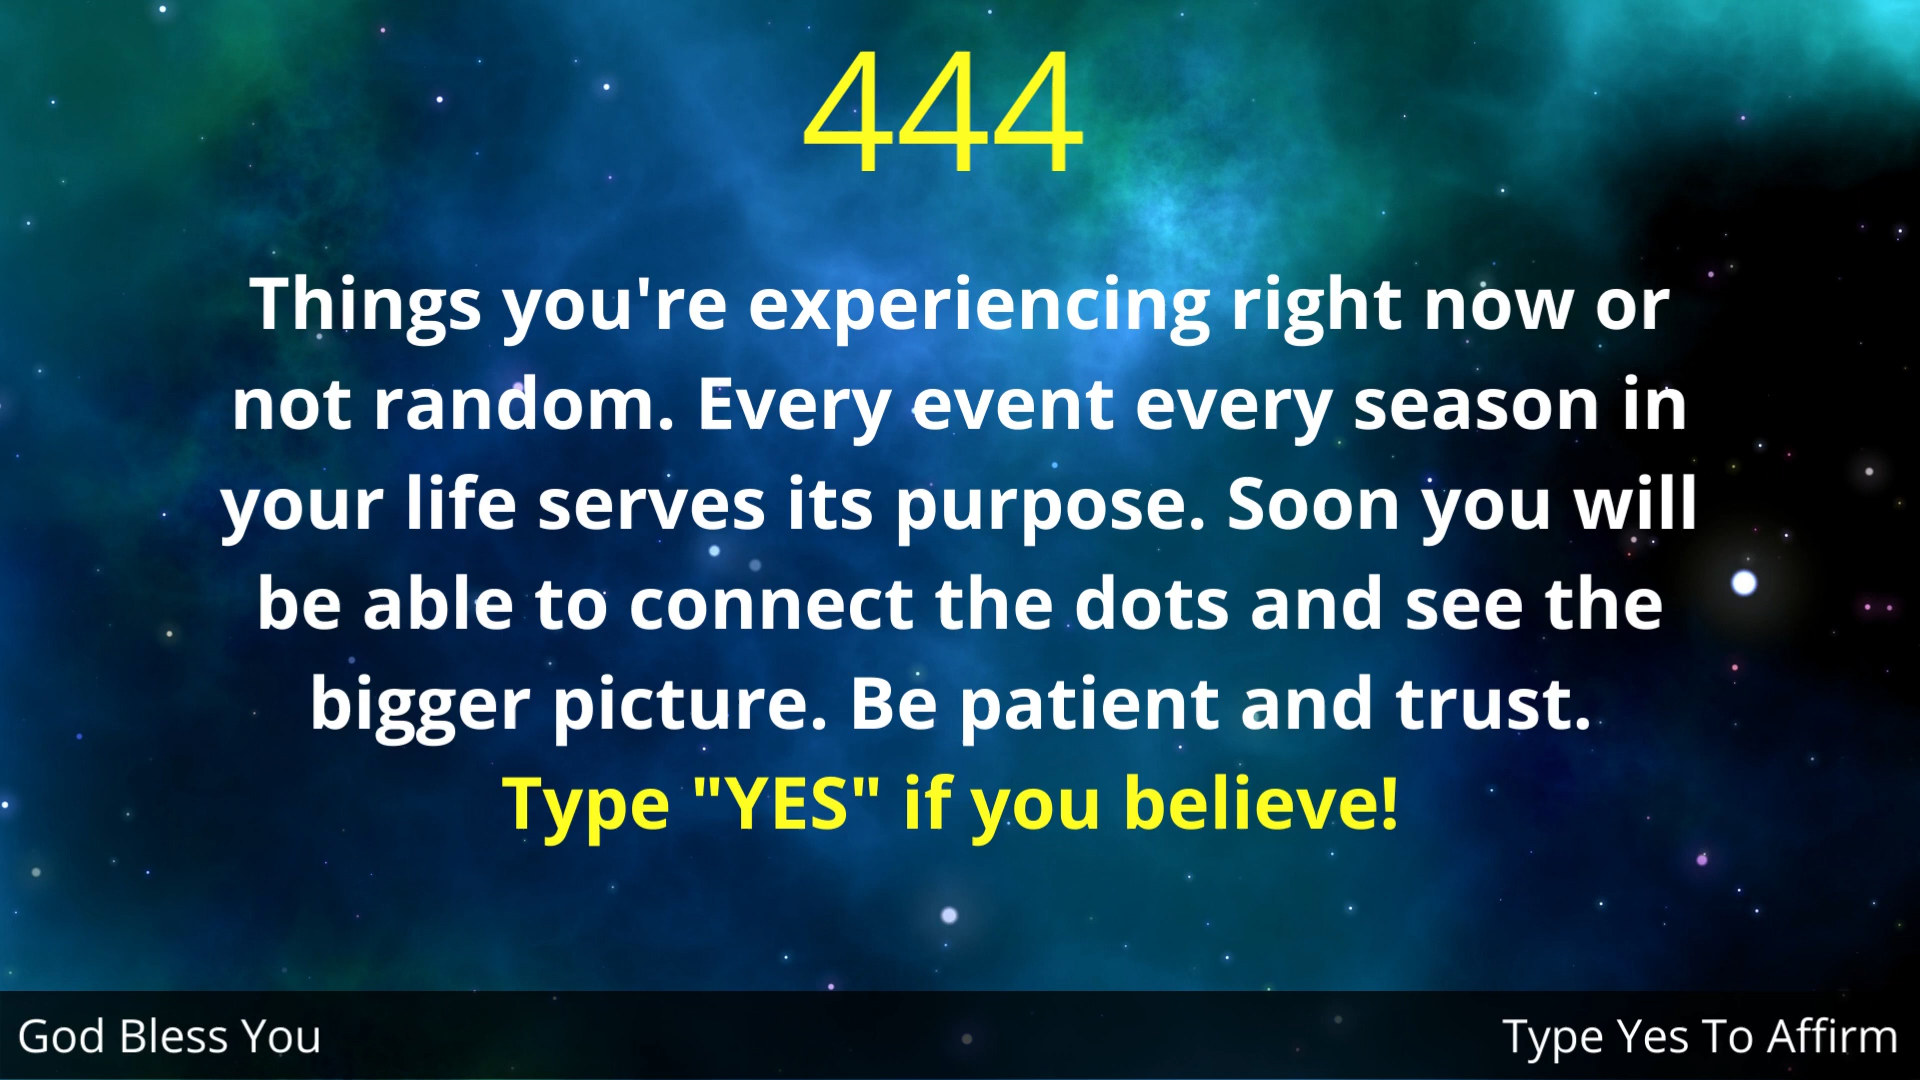 444
Things you're experiencing right now or
not random. Every event every season in
your life serves its purpose. Soon you will
be able to connect the dots and see the
bigger picture. Be patient and trust.
Type "YES" if you believe!
God Bless You
Type Yes To Affirm